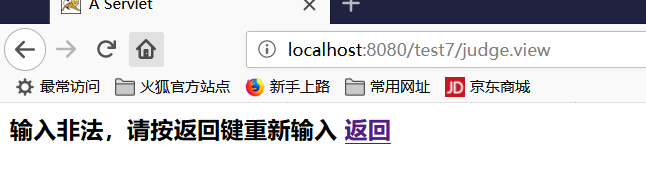 A Servlet
localhost:8080/test7/judge.view
最常访问 火狐官方站点 新手上路 常用网址 JD 京东商城
输入非法，请按返回键重新输入 返回